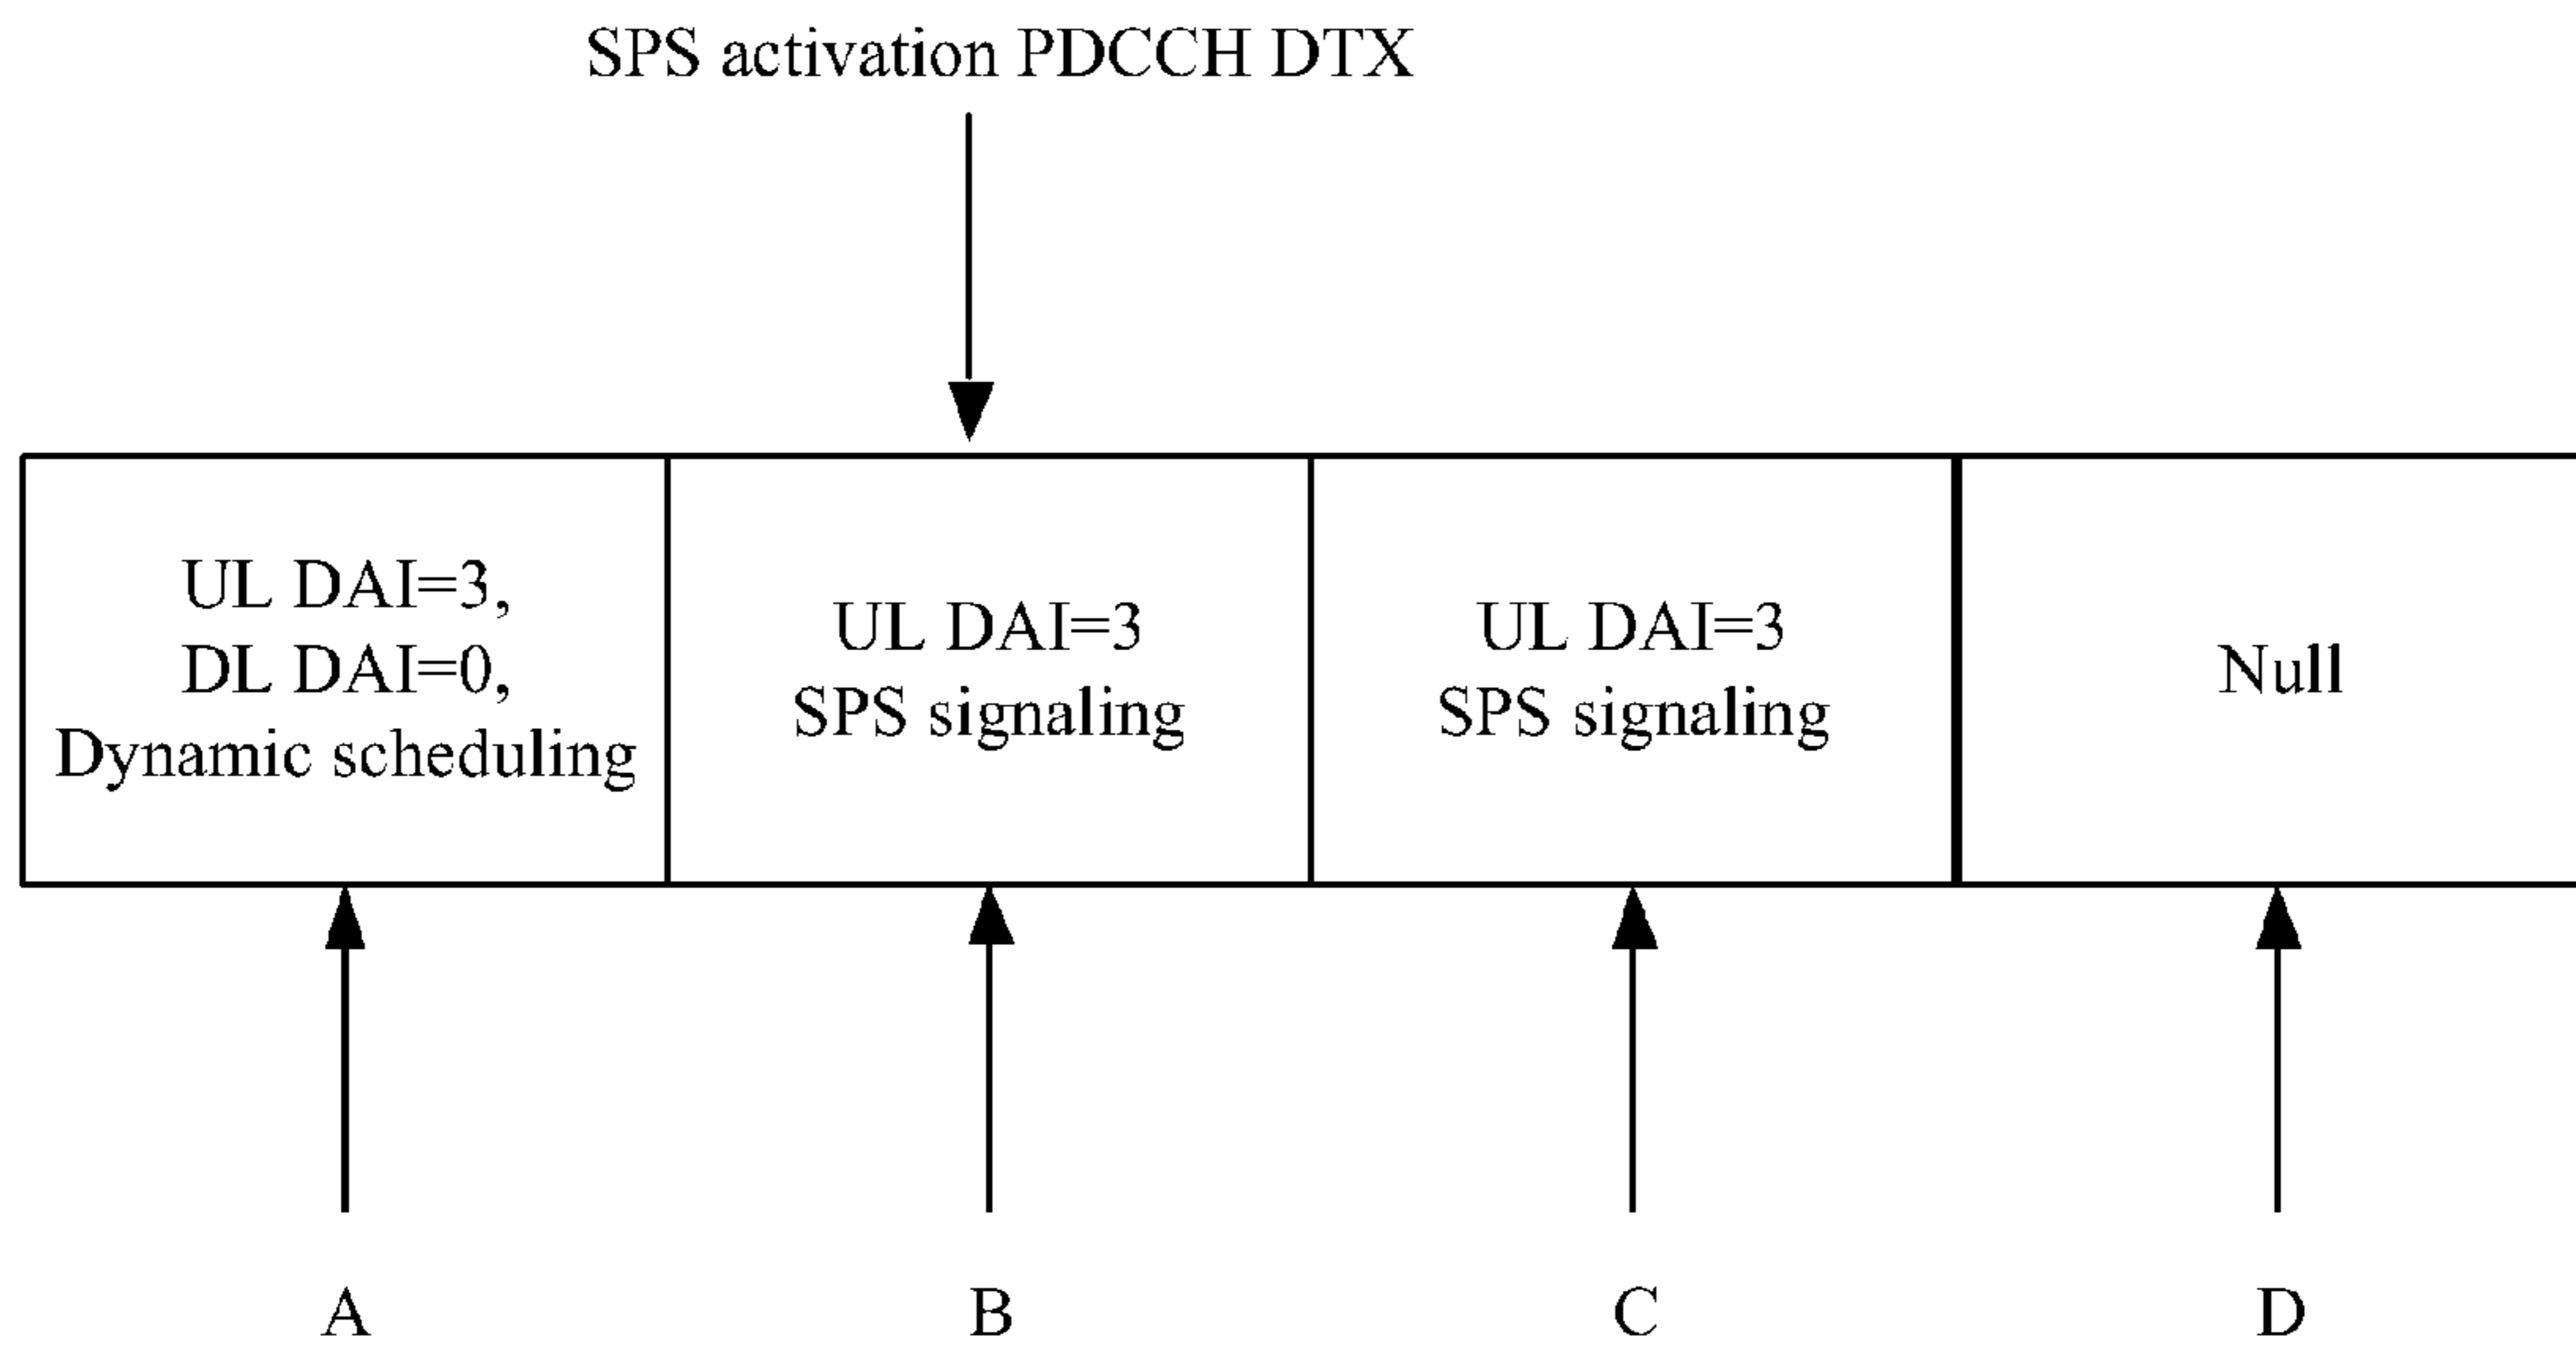 SPS activation PDCCH DTX
UL DAI=3,
DL DAI=0,
Dynamic scheduling
UL DAI=3
SPS signaling
UL DAI=3
SPS signaling
Null
A
B
C
D